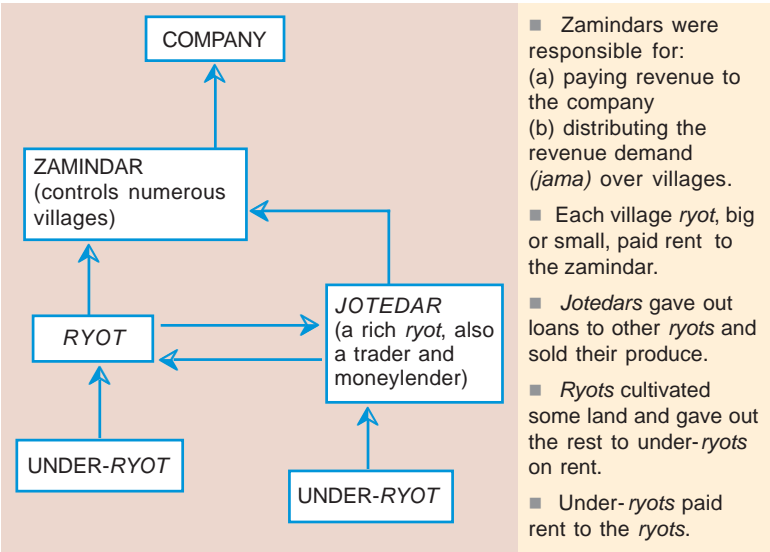 COMPANY
ZAMINDAR
(controls numerous
villages)
RYOT
JOTEDAR
(a rich ryot, also
a trader and
moneylender)
UNDER-RYOT
UNDER-RYOT
■ Zamindars were
responsible for:
(a) paying revenue to
the company
(b) distributing the
revenue demand
(jama) over villages.
■ Each village ryot, big
or small, paid rent to
the zamindar.
■ Jotedars gave out
loans to other ryots and
sold their produce.
■ Ryots cultivated
some land and gave out
the rest to under-ryots
on rent.
■ Under-ryots paid
rent to the ryots.